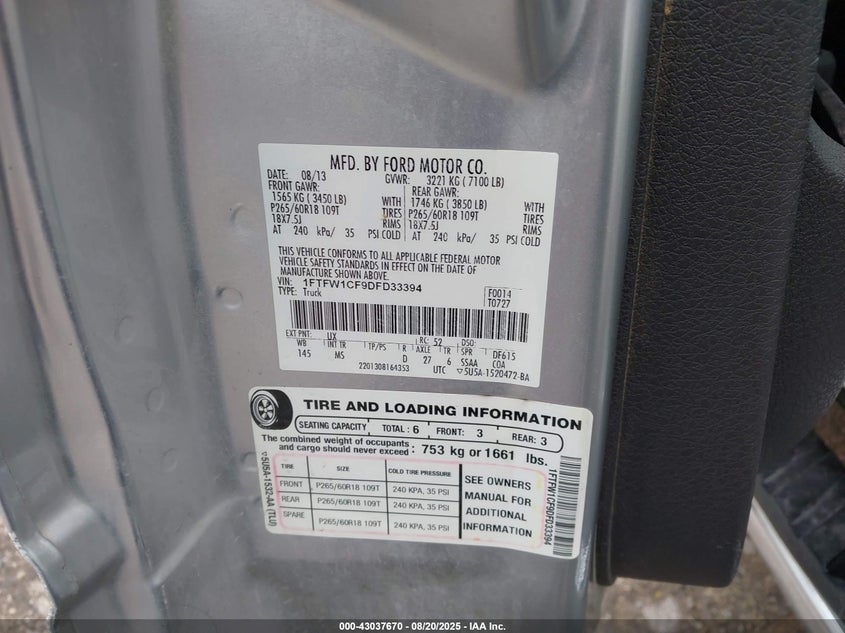 MFD. BY FORD MOTOR CO.
DATE: 08/13 GVWR: 3221 KG ( 7100 LB)
FRONT GAWR: REAR GAWR:
1565 KG ( 3450 LB) WITH 1746 KG ( 3850 LB) WITH
P265/60R18 109T TIRES P265/60R18 109T TIRES
18X7.5J RIMS 18X7.5J RIMS
AT 240 kPa/ 35 PSI COLD AT 240 kPa/ 35 PSI COLD
THIS VEHICLE CONFORMS TO ALL APPLICABLE FEDERAL MOTOR
VEHICLE SAFETY STANDARDS IN EFFECT ON THE DATE OF
MANUFACTURE SHOWN ABOVE.
VIN: 1FTFW1CF9DFD33394 F0014
TYPE: Truck T0727
EXT PNT: UX RC: 52 DSO:
WB INT TR TP/PS R AXLE TR SPR DF615
145 MS D 27 6 SSAA COA
2201308164353 UTC ▽5U5A-1520472-BA
TIRE AND LOADING INFORMATION
SEATING CAPACITY TOTAL : 6 FRONT: 3 REAR: 3
The combined weight of occupants
and cargo should never exceed : 753 kg or 1661 lbs.
TIRE SIZE COLD TIRE PRESSURE
FRONT P265/60R18 109T 240 KPA, 35 PSI
REAR P265/60R18 109T 240 KPA, 35 PSI
SPARE P265/60R18 109T 240 KPA, 35 PSI
SEE OWNERS
MANUAL FOR
ADDITIONAL
INFORMATION
▽5U5A-1532-AA (TLU)
1FTFW1CF9DFD33394
000-43037670 - 08/20/2025 - IAA Inc.